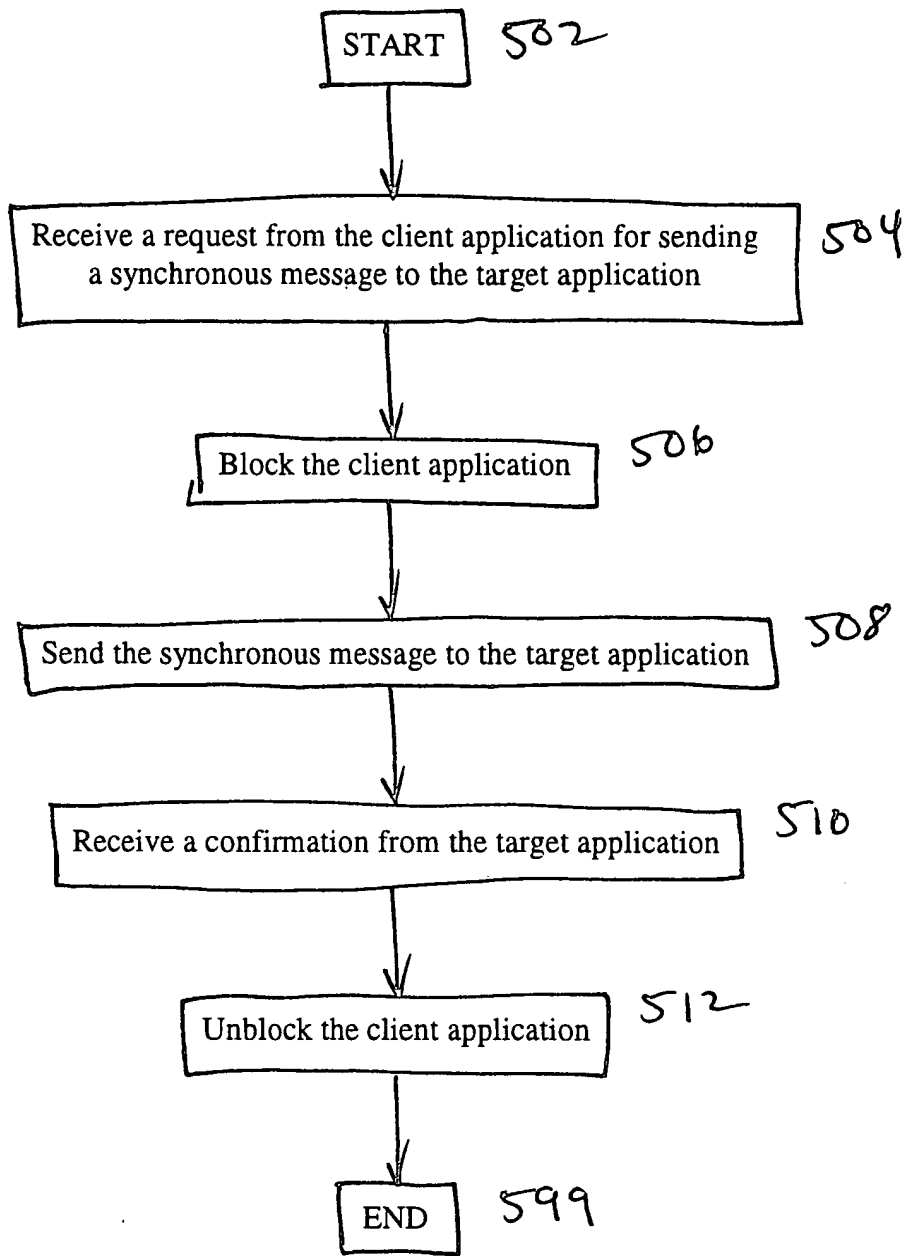 START 502
Receive a request from the client application for sending 504
a synchronous message to the target application
Block the client application 506
Send the synchronous message to the target application 508
Receive a confirmation from the target application 510
Unblock the client application 512
END 599